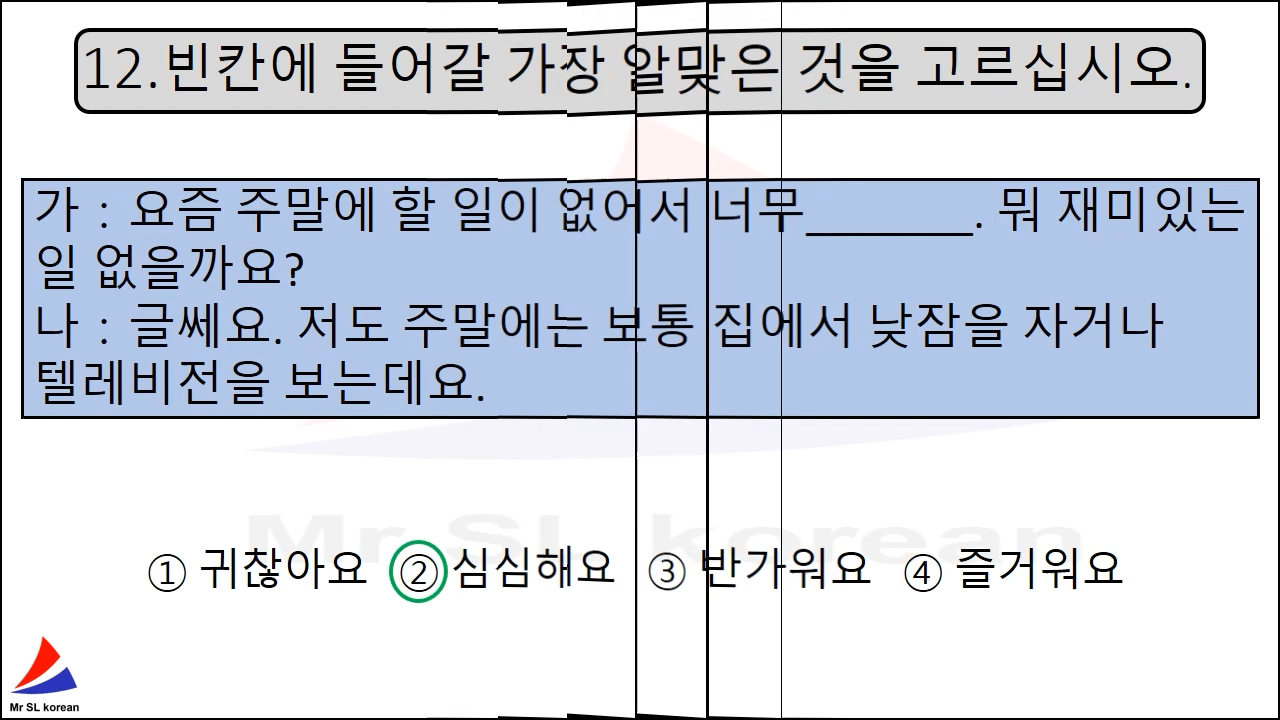 12.빈칸에 들어갈 가장 알맞은 것을 고르십시오.
가 : 요즘 주말에 할 일이 없어서 너무_______. 뭐 재미있는
일 없을까요?
나 : 글쎄요. 저도 주말에는 보통 집에서 낮잠을 자거나
텔레비전을 보는데요.
Mr SL korean
① 귀찮아요 ② 심심해요 ③ 반가워요 ④ 즐거워요
Mr SL korean